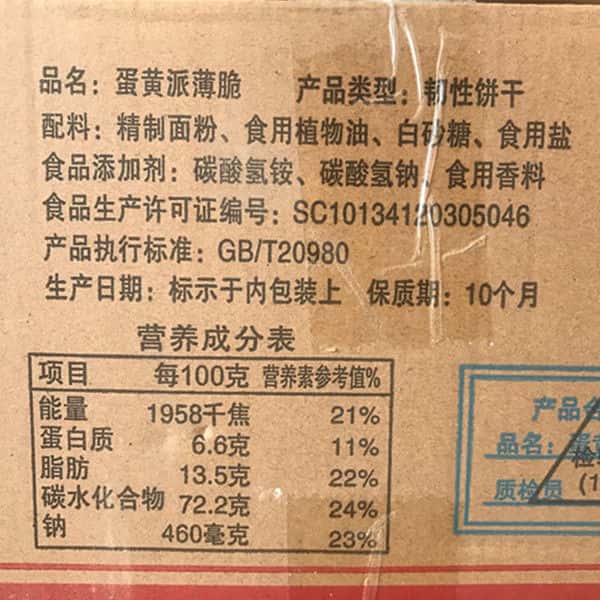 品名：蛋黄派薄脆 产品类型：韧性饼干
配料：精制面粉、食用植物油、白砂糖、食用盐
食品添加剂：碳酸氢铵、碳酸氢钠、食用香料
食品生产许可证编号：SC10134120305046
产品执行标准：GB/T20980
生产日期：标示于内包装上 保质期：10个月
营养成分表
项目 每100克 营养素参考值%
能量 1958千焦 21%
蛋白质 6.6克 11%
脂肪 13.5克 22%
碳水化合物 72.2克 24%
钠 460毫克 23%
产品
品名：蛋
质检员 (1